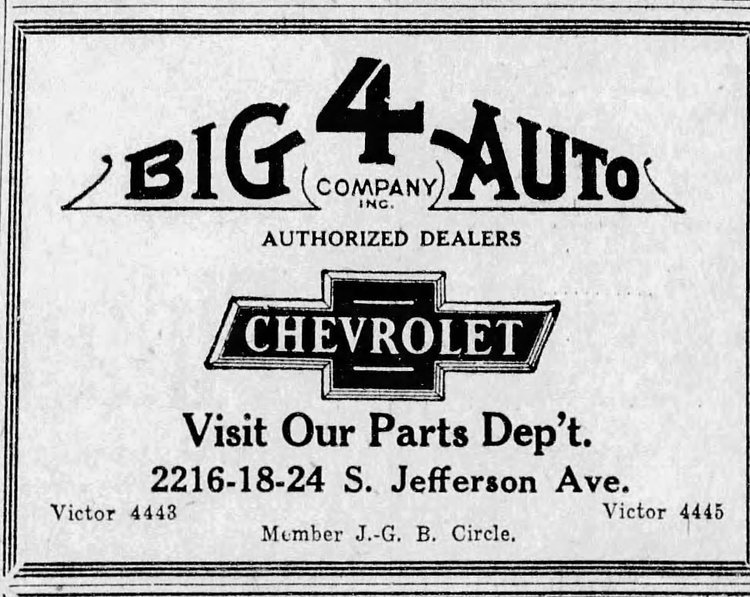 BIG 4 AUTO
COMPANY
INC.
AUTHORIZED DEALERS
CHEVROLET
Visit Our Parts Dep't.
2216-18-24 S. Jefferson Ave.
Victor 4443 Victor 4445
Member J.-G. B. Circle.